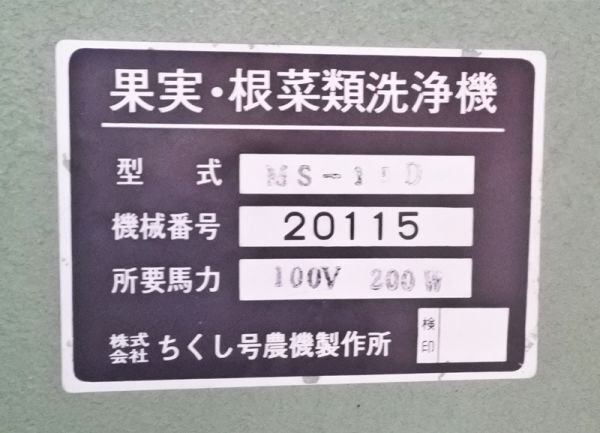 果実・根菜類洗浄機
型 式
機械番号 20115
所要馬力 100V 200W
株式会社 ちくし号農機製作所
検印